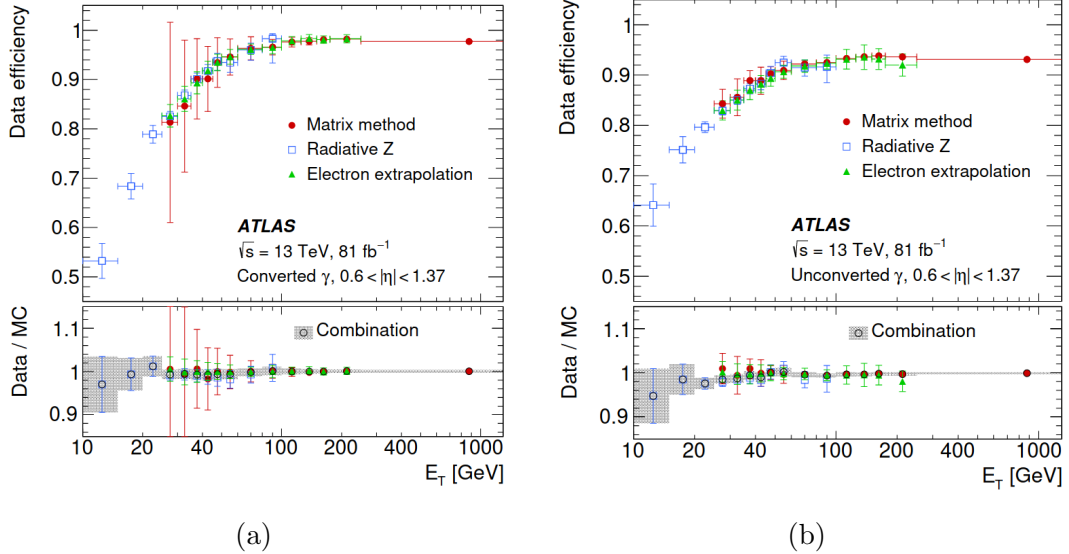 Data efficiency
1
0.9
0.8
0.7
0.6
0.5
Matrix method
Radiative Z
Electron extrapolation
ATLAS
√s = 13 TeV, 81 fb⁻¹
Converted γ, 0.6 < |η| < 1.37
Data / MC
1.1
1
0.9
Combination
10 20 30 40 100 200 1000
E_T [GeV]
(a)
Data efficiency
1
0.9
0.8
0.7
0.6
0.5
Matrix method
Radiative Z
Electron extrapolation
ATLAS
√s = 13 TeV, 81 fb⁻¹
Unconverted γ, 0.6 < |η| < 1.37
Data / MC
1.1
1
0.9
Combination
10 20 30 40 100 200 1000
E_T [GeV]
(b)